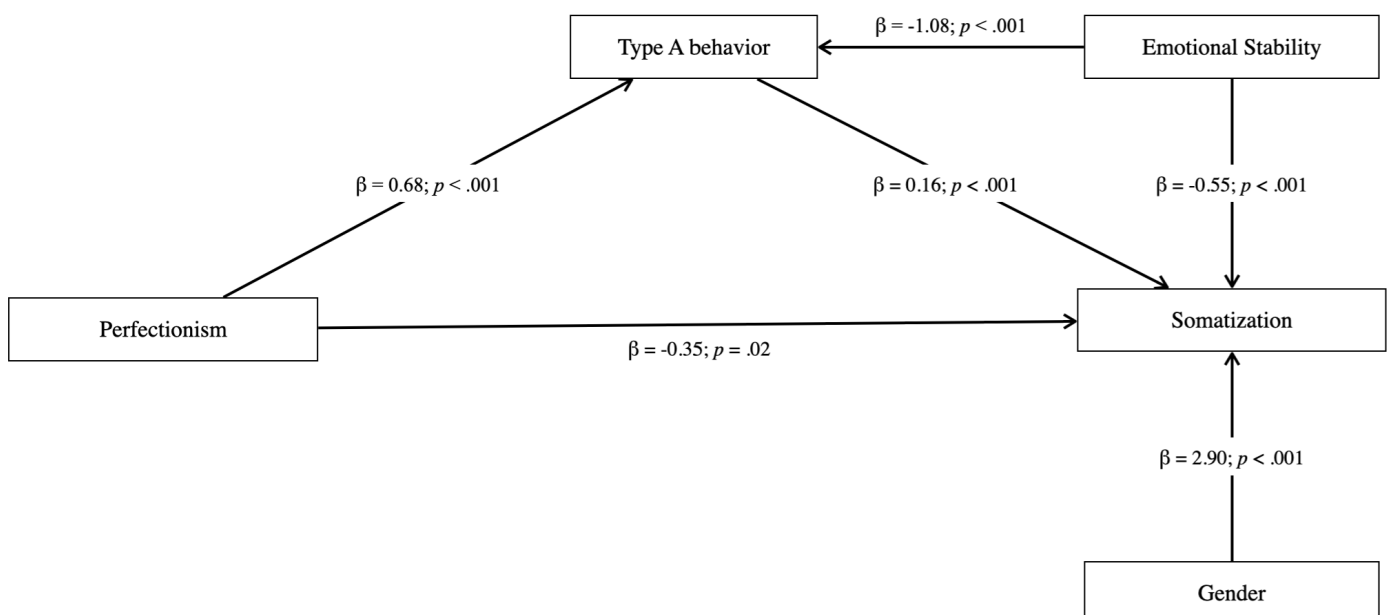 β = -1.08; p < .001
Type A behavior
Emotional Stability
β = 0.68; p < .001
β = 0.16; p < .001
β = -0.55; p < .001
Perfectionism
Somatization
β = -0.35; p = .02
β = 2.90; p < .001
Gender